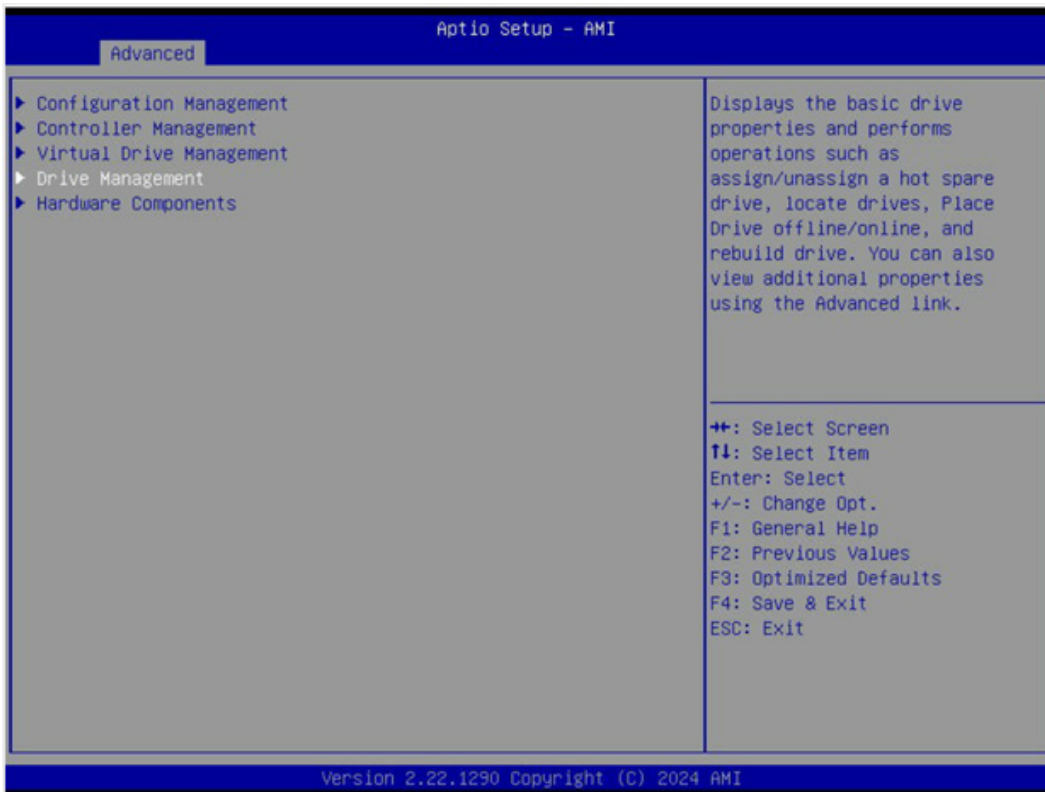 Aptio Setup – AMI
Advanced
Configuration Management
Controller Management
Virtual Drive Management
Drive Management
Hardware Components
Displays the basic drive
properties and performs
operations such as
assign/unassign a hot spare
drive, locate drives, Place
Drive offline/online, and
rebuild drive. You can also
view additional properties
using the Advanced link.
→←: Select Screen
↑↓: Select Item
Enter: Select
+/-: Change Opt.
F1: General Help
F2: Previous Values
F3: Optimized Defaults
F4: Save & Exit
ESC: Exit
Version 2.22.1290 Copyright (C) 2024 AMI